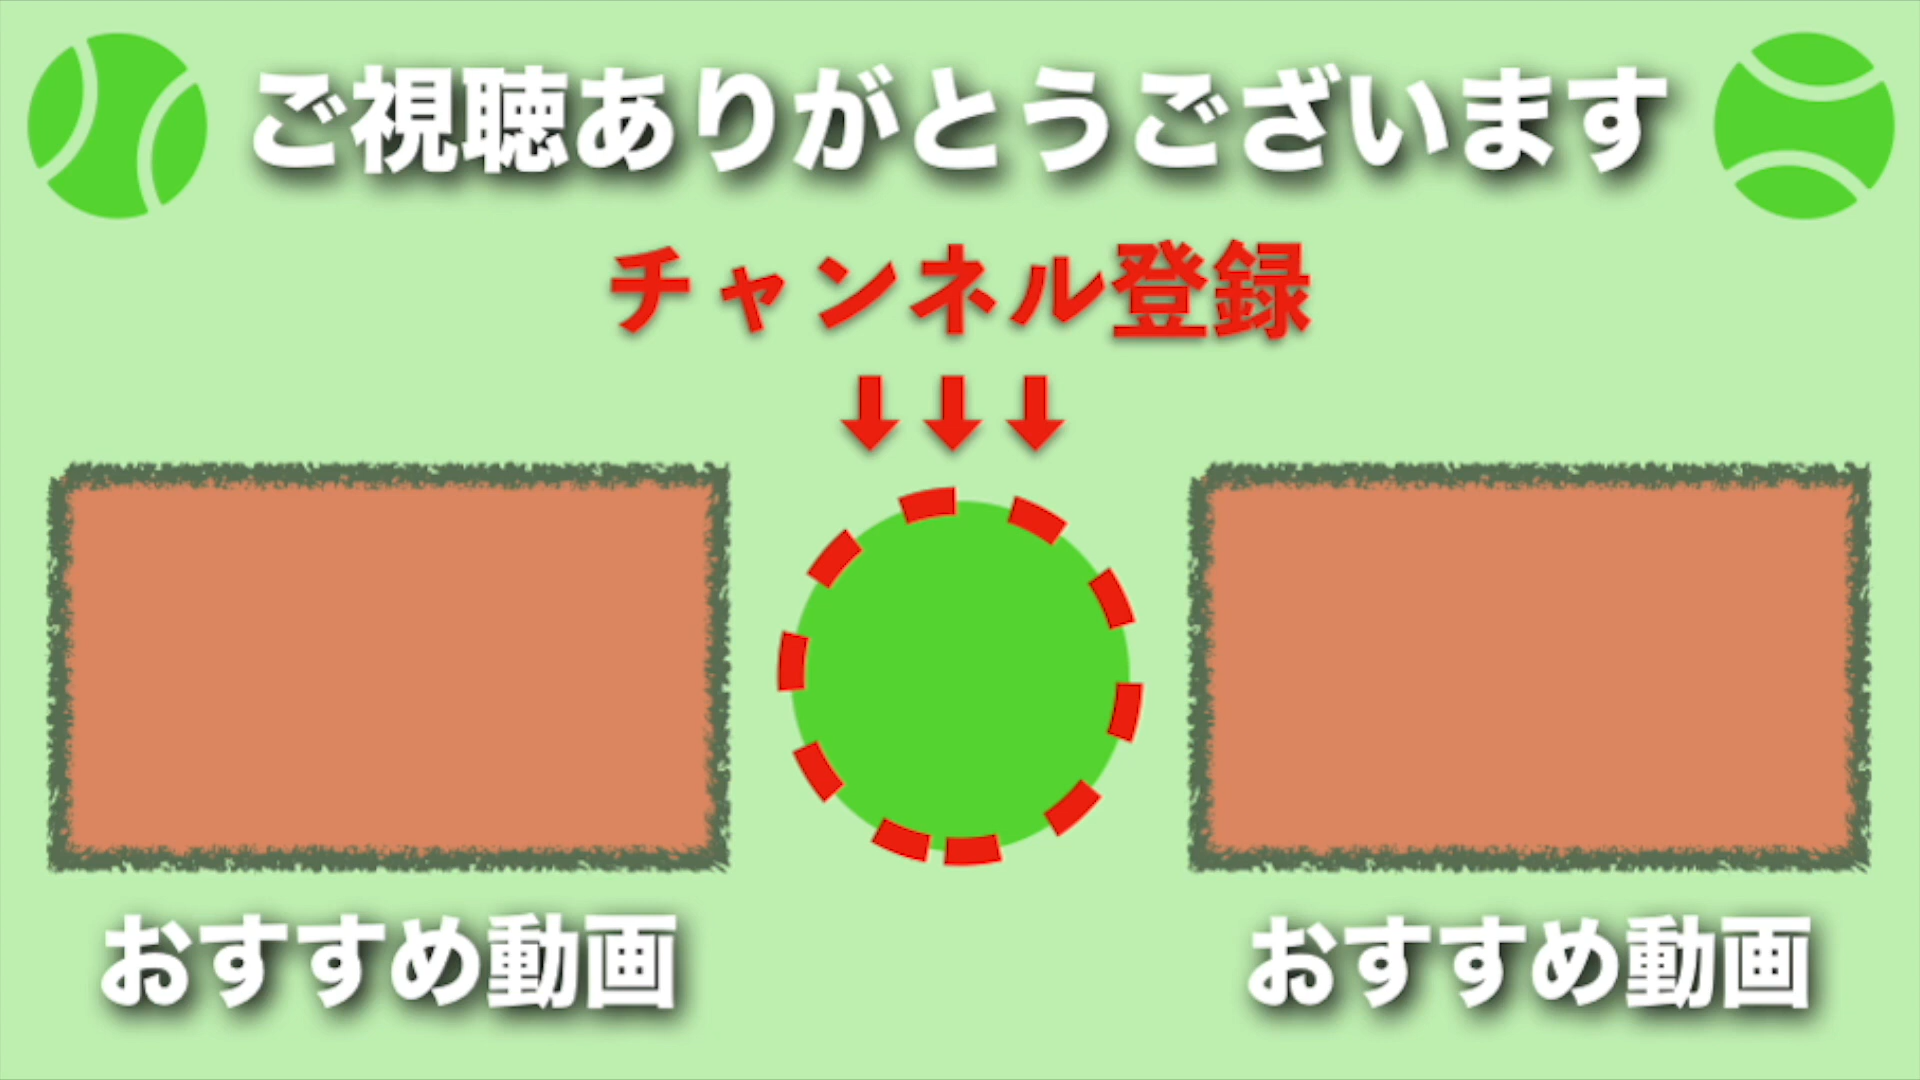 ご視聴ありがとうございます
チャンネル登録
おすすめ動画
おすすめ動画